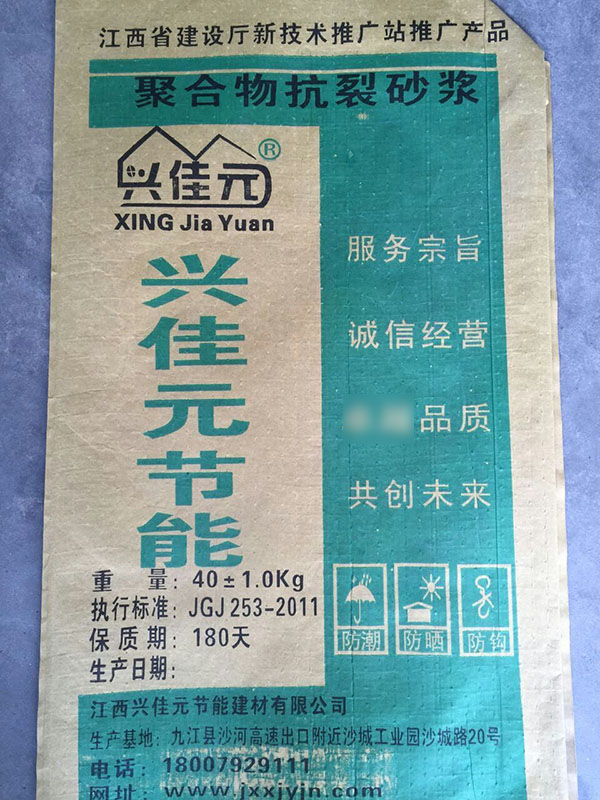 江西省建设厅新技术推广站推广产品
聚合物抗裂砂浆
兴佳元®
XING Jia Yuan
兴佳元节能
服务宗旨
诚信经营
品质
共创未来
重 量: 40±1.0Kg
执行标准: JGJ 253-2011
保质期: 180天
生产日期:
防潮 防晒 防钩
江西兴佳元节能建材有限公司
生产基地: 九江县沙河高速出口附近沙城工业园沙城路20号
电话: 18007929111
网址: www.jxxjyjn.com